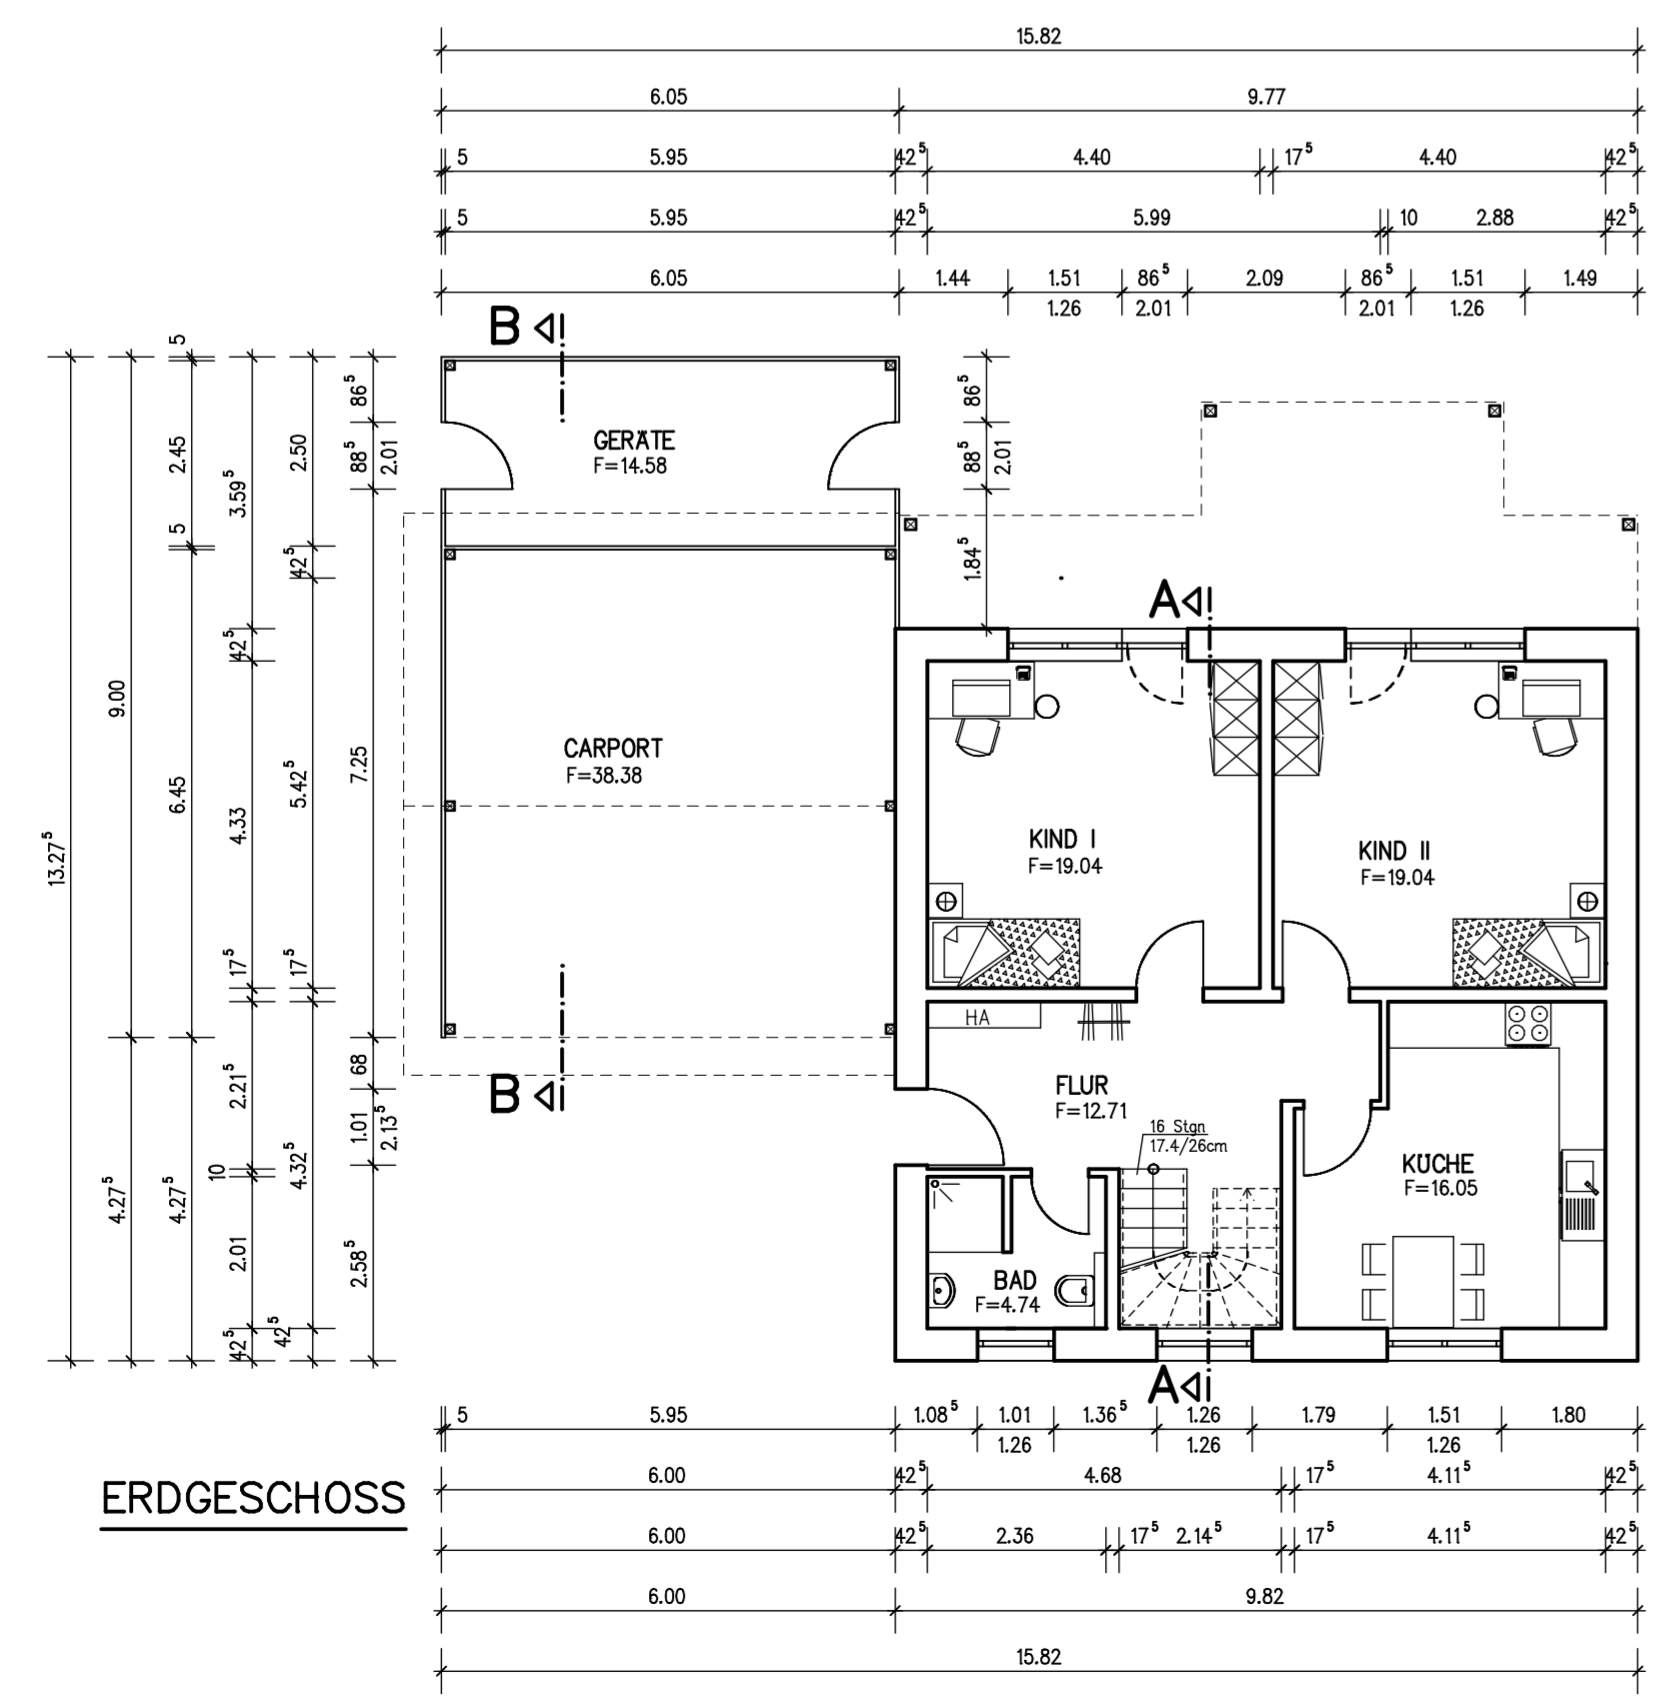 15.82
6.05 9.77
5 5.95 42⁵ 4.40 17⁵ 4.40 42⁵
5 5.95 42⁵ 5.99 10 2.88 42⁵
6.05 1.44 1.51 86⁵ 2.09 86⁵ 1.51 1.49
1.26 2.01 2.01 1.26
B
13.27⁵
9.00
4.27⁵
5
2.45
5
6.45
4.27⁵
3.59⁵
42⁵
4.33
17⁵
2.21⁵
10
2.01
42⁵
2.50
42⁵
5.42⁵
17⁵
4.32⁵
42⁵
86⁵
88⁵
2.01
7.25
68
1.01
2.13⁵
2.58⁵
GERÄTE
F=14.58
86⁵
88⁵
2.01
1.84⁵
A
CARPORT
F=38.38
KIND I
F=19.04
KIND II
F=19.04
HA
B
FLUR
F=12.71
16 Stgn
17.4/26cm
KÜCHE
F=16.05
BAD
F=4.74
A
5 5.95 1.08⁵ 1.01 1.36⁵ 1.26 1.79 1.51 1.80
1.26 1.26 1.26
6.00 42⁵ 4.68 17⁵ 4.11⁵ 42⁵
ERDGESCHOSS
6.00 42⁵ 2.36 17⁵ 2.14⁵ 17⁵ 4.11⁵ 42⁵
6.00 9.82
15.82